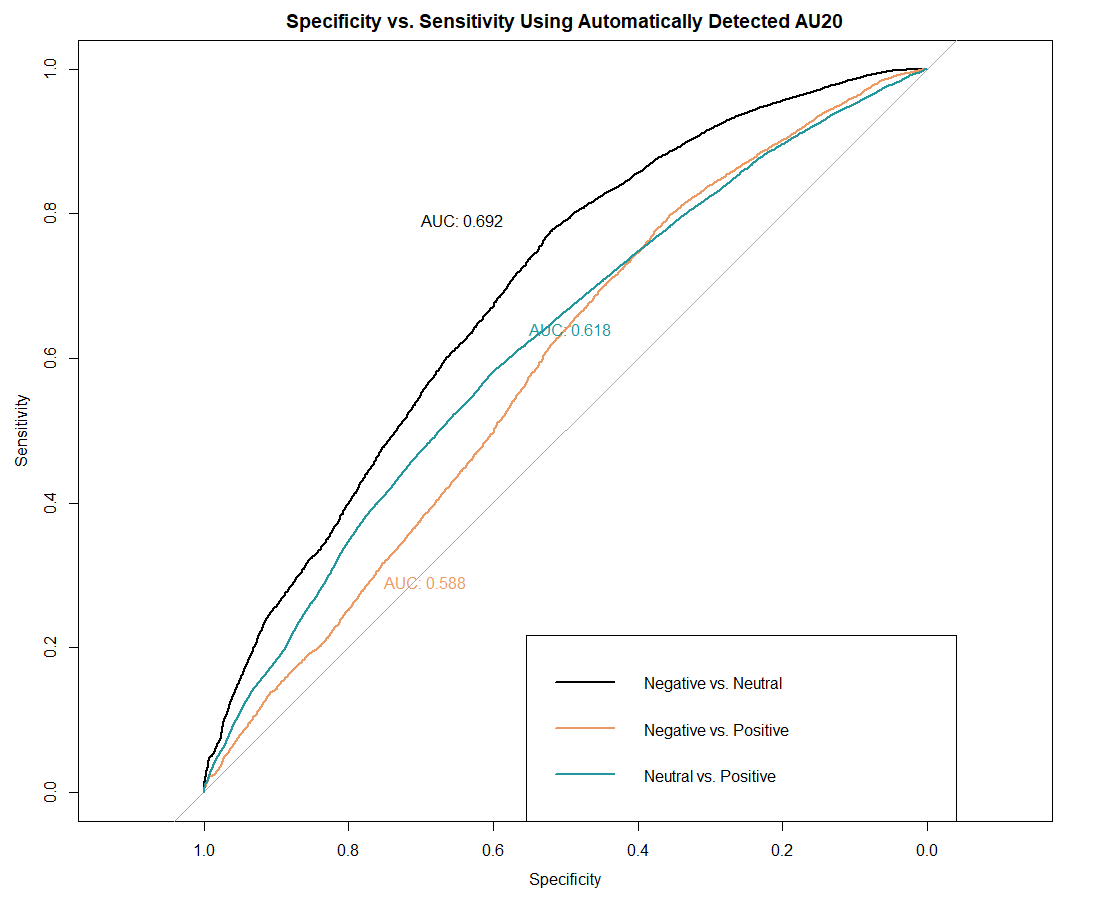 Specificity vs. Sensitivity Using Automatically Detected AU20
1.0
0.8
0.6
0.4
0.2
0.0
Sensitivity
AUC: 0.692
AUC: 0.618
AUC: 0.588
Negative vs. Neutral
Negative vs. Positive
Neutral vs. Positive
1.0
0.8
0.6
0.4
0.2
0.0
Specificity